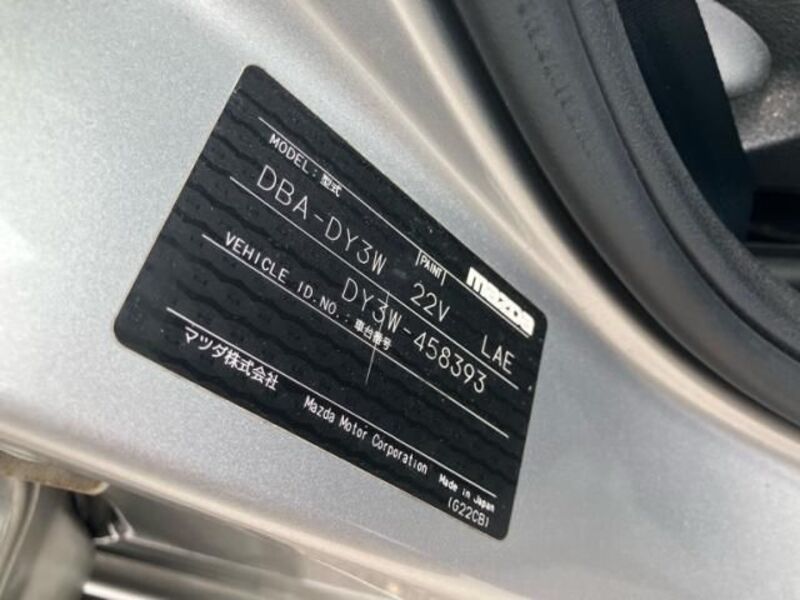 MODEL: 型式
DBA-DY3W
PAINT
22V
mazda
LAE
VEHICLE ID.NO.: 車台番号
DY3W-458393
マツダ株式会社
Mazda Motor Corporation
Made in Japan
(G22CB)